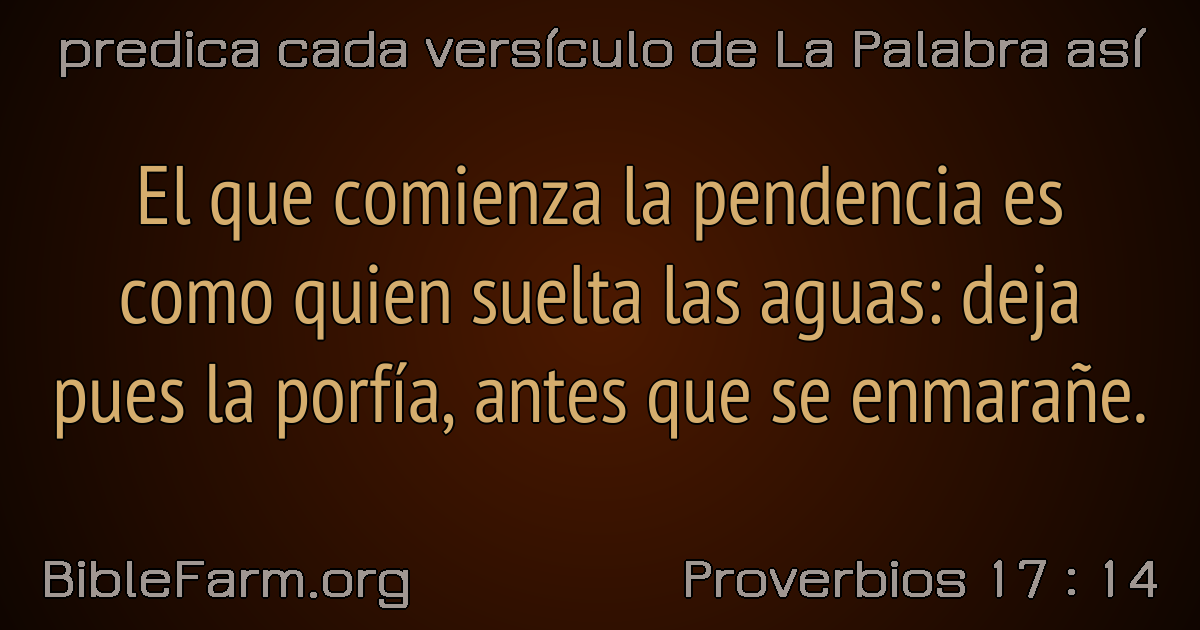 predica cada versículo de La Palabra así
El que comienza la pendencia es
como quien suelta las aguas: deja
pues la porfía, antes que se enmarañe.
BibleFarm.org
Proverbios 17 : 14